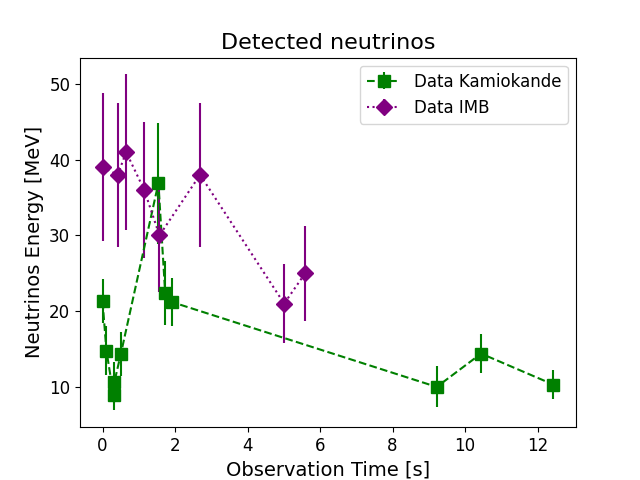 Detected neutrinos
Data Kamiokande
Data IMB
Neutrinos Energy [MeV]
50
40
30
20
10
0
2
4
6
8
10
12
Observation Time [s]